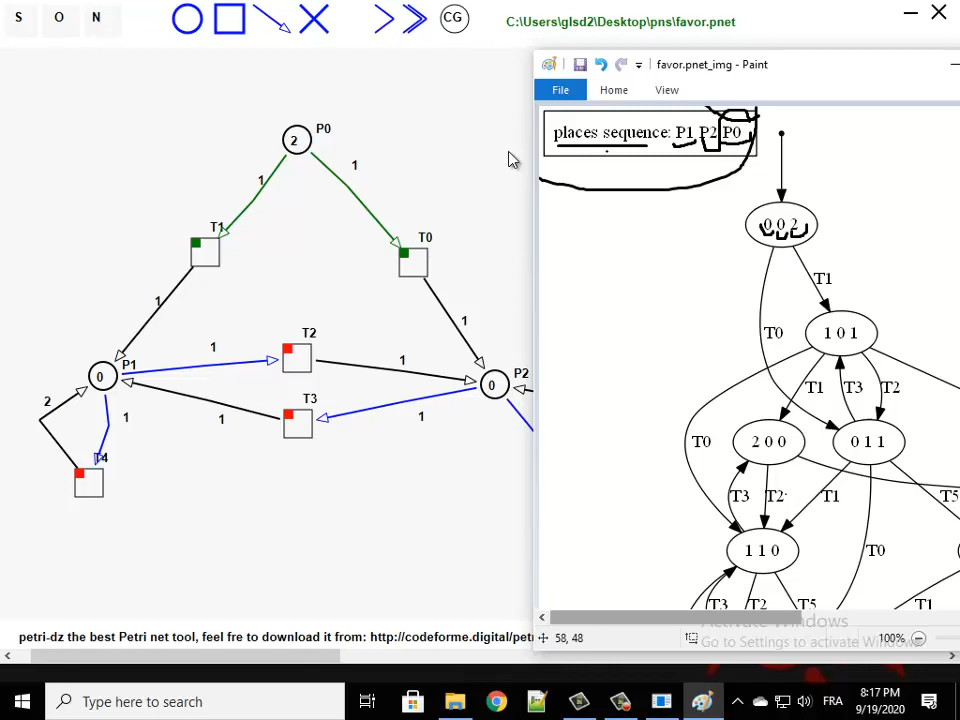 S O N
CG
C:\Users\glsd2\Desktop\pns\favor.pnet
favor.pnet_img - Paint
File Home View
places sequence: P1 P2 P0
P0
2
1
1
T1
T0
1
1
T2
P1
1
1
0
P2
0
T3
1
1
2
1
T4
0 0 2
T1
T0
1 0 1
T1 T3 T2
T0
2 0 0
0 1 1
T3 T2 T1 T5
1 1 0
T0
T3 T2 T5 T1
petri-dz the best Petri net tool, feel fre to download it from: http://codeforme.digital/petr
58, 48
100%
Activate Windows
Go to Settings to activate Windows.
Type here to search
FRA
8:17 PM
9/19/2020